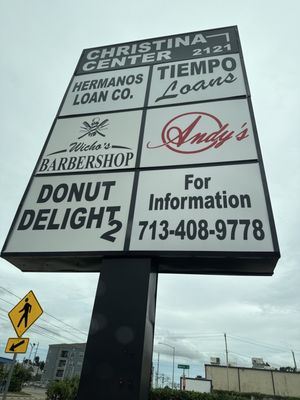 CHRISTINA
CENTER 2121
HERMANOS
LOAN CO.
TIEMPO
Loans
Wicho's
BARBERSHOP
Andy's
DONUT
DELIGHT 2
For
Information
713-408-9778